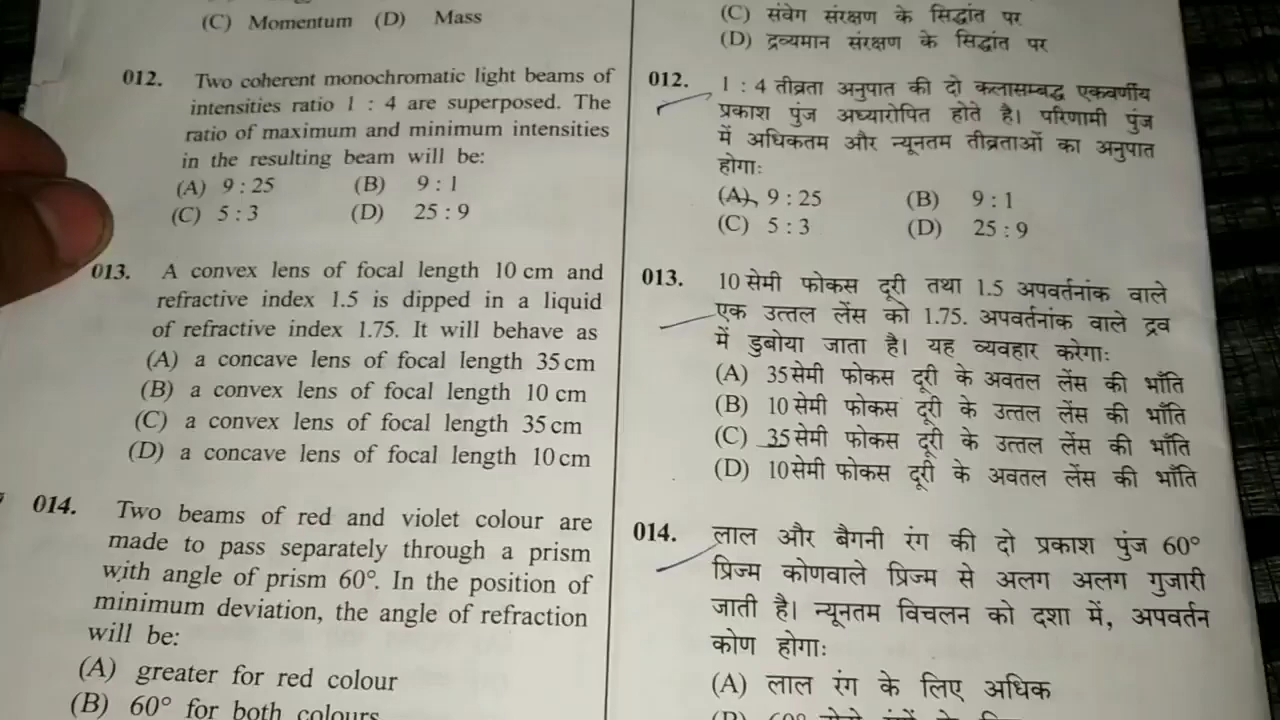 (C) Momentum (D) Mass
012. Two coherent monochromatic light beams of
intensities ratio 1 : 4 are superposed. The
ratio of maximum and minimum intensities
in the resulting beam will be:
(A) 9 : 25 (B) 9 : 1
(C) 5 : 3 (D) 25 : 9
013. A convex lens of focal length 10 cm and
refractive index 1.5 is dipped in a liquid
of refractive index 1.75. It will behave as
(A) a concave lens of focal length 35 cm
(B) a convex lens of focal length 10 cm
(C) a convex lens of focal length 35 cm
(D) a concave lens of focal length 10 cm
014. Two beams of red and violet colour are
made to pass separately through a prism
with angle of prism 60°. In the position of
minimum deviation, the angle of refraction
will be:
(A) greater for red colour
(B) 60° for both colours
(C) संवेग संरक्षण के सिद्धांत पर
(D) द्रव्यमान संरक्षण के सिद्धांत पर
012. 1 : 4 तीव्रता अनुपात की दो कलासम्बद्ध एकवर्णीय
प्रकाश पुंज अध्यारोपित होते है। परिणामी पुंज
में अधिकतम और न्यूनतम तीव्रताओं का अनुपात
होगाः
(A) 9 : 25 (B) 9 : 1
(C) 5 : 3 (D) 25 : 9
013. 10 सेमी फोकस दूरी तथा 1.5 अपवर्तनांक वाले
एक उत्तल लेंस को 1.75. अपवर्तनांक वाले द्रव
में डुबोया जाता है। यह व्यवहार करेगाः
(A) 35 सेमी फोकस दूरी के अवतल लेंस की भाँति
(B) 10 सेमी फोकस दूरी के उत्तल लेंस की भाँति
(C) 35 सेमी फोकस दूरी के उत्तल लेंस की भाँति
(D) 10 सेमी फोकस दूरी के अवतल लेंस की भाँति
014. लाल और बैगनी रंग की दो प्रकाश पुंज 60°
प्रिज्म कोणवाले प्रिज्म से अलग अलग गुजारी
जाती है। न्यूनतम विचलन को दशा में, अपवर्तन
कोण होगाः
(A) लाल रंग के लिए अधिक